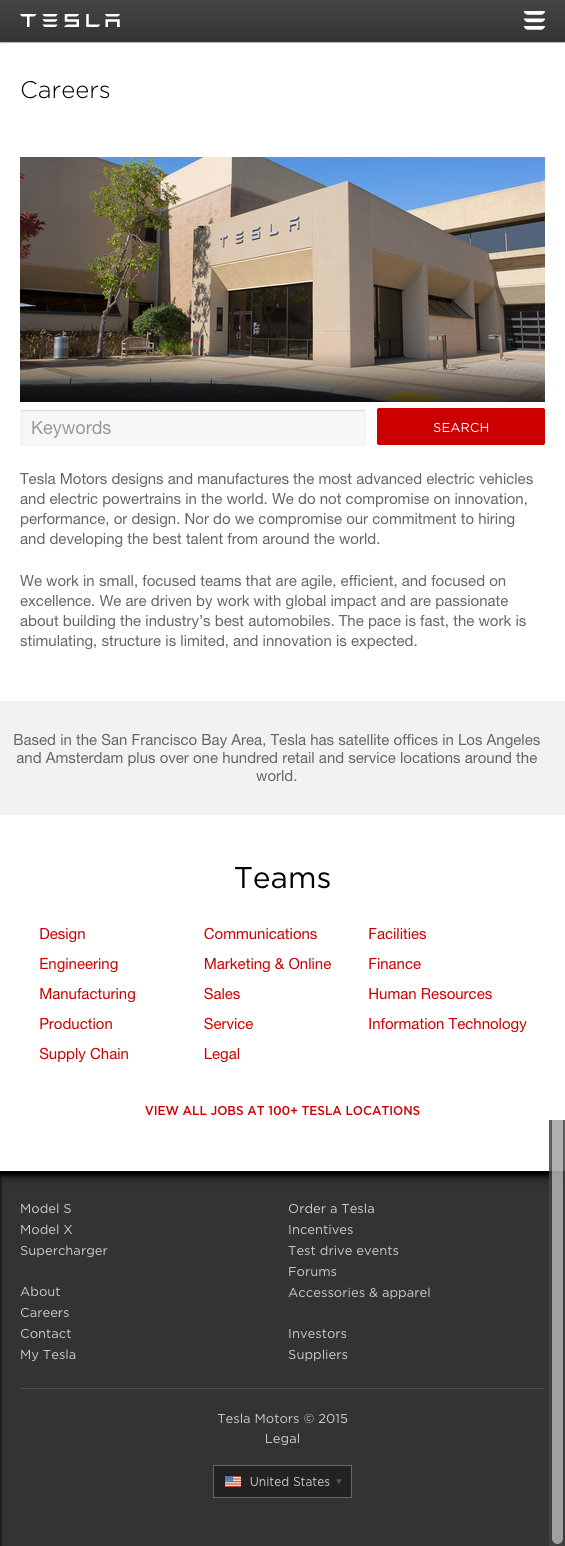 TESLA
Careers
TESLA
Keywords
SEARCH
Tesla Motors designs and manufactures the most advanced electric vehicles
and electric powertrains in the world. We do not compromise on innovation,
performance, or design. Nor do we compromise our commitment to hiring
and developing the best talent from around the world.
We work in small, focused teams that are agile, efficient, and focused on
excellence. We are driven by work with global impact and are passionate
about building the industry’s best automobiles. The pace is fast, the work is
stimulating, structure is limited, and innovation is expected.
Based in the San Francisco Bay Area, Tesla has satellite offices in Los Angeles
and Amsterdam plus over one hundred retail and service locations around the
world.
Teams
Design
Engineering
Manufacturing
Production
Supply Chain
Communications
Marketing & Online
Sales
Service
Legal
Facilities
Finance
Human Resources
Information Technology
VIEW ALL JOBS AT 100+ TESLA LOCATIONS
Model S
Model X
Supercharger
About
Careers
Contact
My Tesla
Order a Tesla
Incentives
Test drive events
Forums
Accessories & apparel
Investors
Suppliers
Tesla Motors © 2015
Legal
United States